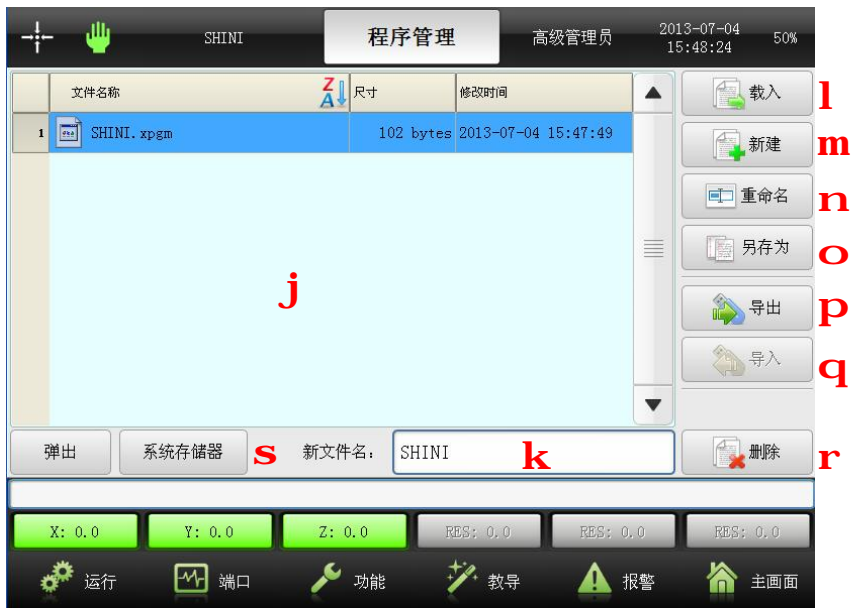 SHINI 程序管理 高级管理员 2013-07-04 15:48:24 50%
文件名称 Z A 尺寸 修改时间
载入 l
1 SHINI.xpgm 102 bytes 2013-07-04 15:47:49
新建 m
重命名 n
另存为 o
j
导出 p
导入 q
弹出 系统存储器 s 新文件名: SHINI k 删除 r
X: 0.0 Y: 0.0 Z: 0.0 RES: 0.0 RES: 0.0 RES: 0.0
运行 端口 功能 教导 报警 主画面